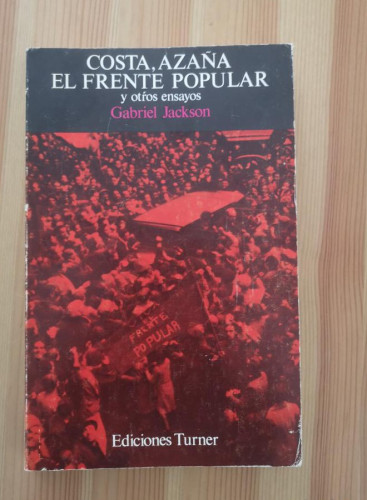 COSTA, AZAÑA
EL FRENTE POPULAR
y otros ensayos
Gabriel Jackson
FRENTE
POPULAR
Ediciones Turner